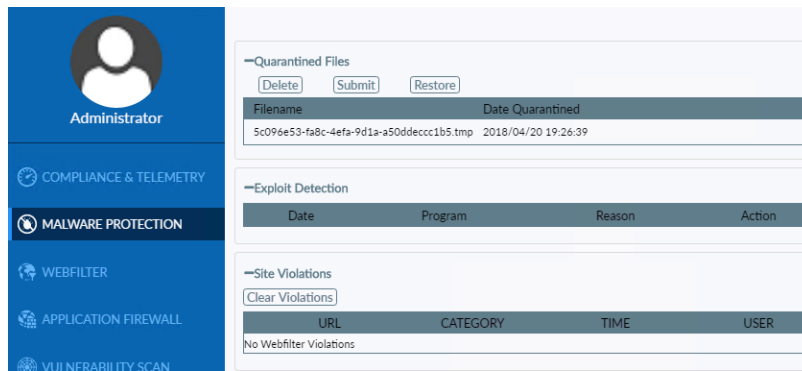 Administrator
COMPLIANCE & TELEMETRY
MALWARE PROTECTION
WEBFILTER
APPLICATION FIREWALL
VULNERABILITY SCAN
Quarantined Files
Delete Submit Restore
Filename Date Quarantined
5c096e53-fa8c-4efa-9d1a-a50ddeccc1b5.tmp 2018/04/20 19:26:39
Exploit Detection
Date Program Reason Action
Site Violations
Clear Violations
URL CATEGORY TIME USER
No Webfilter Violations